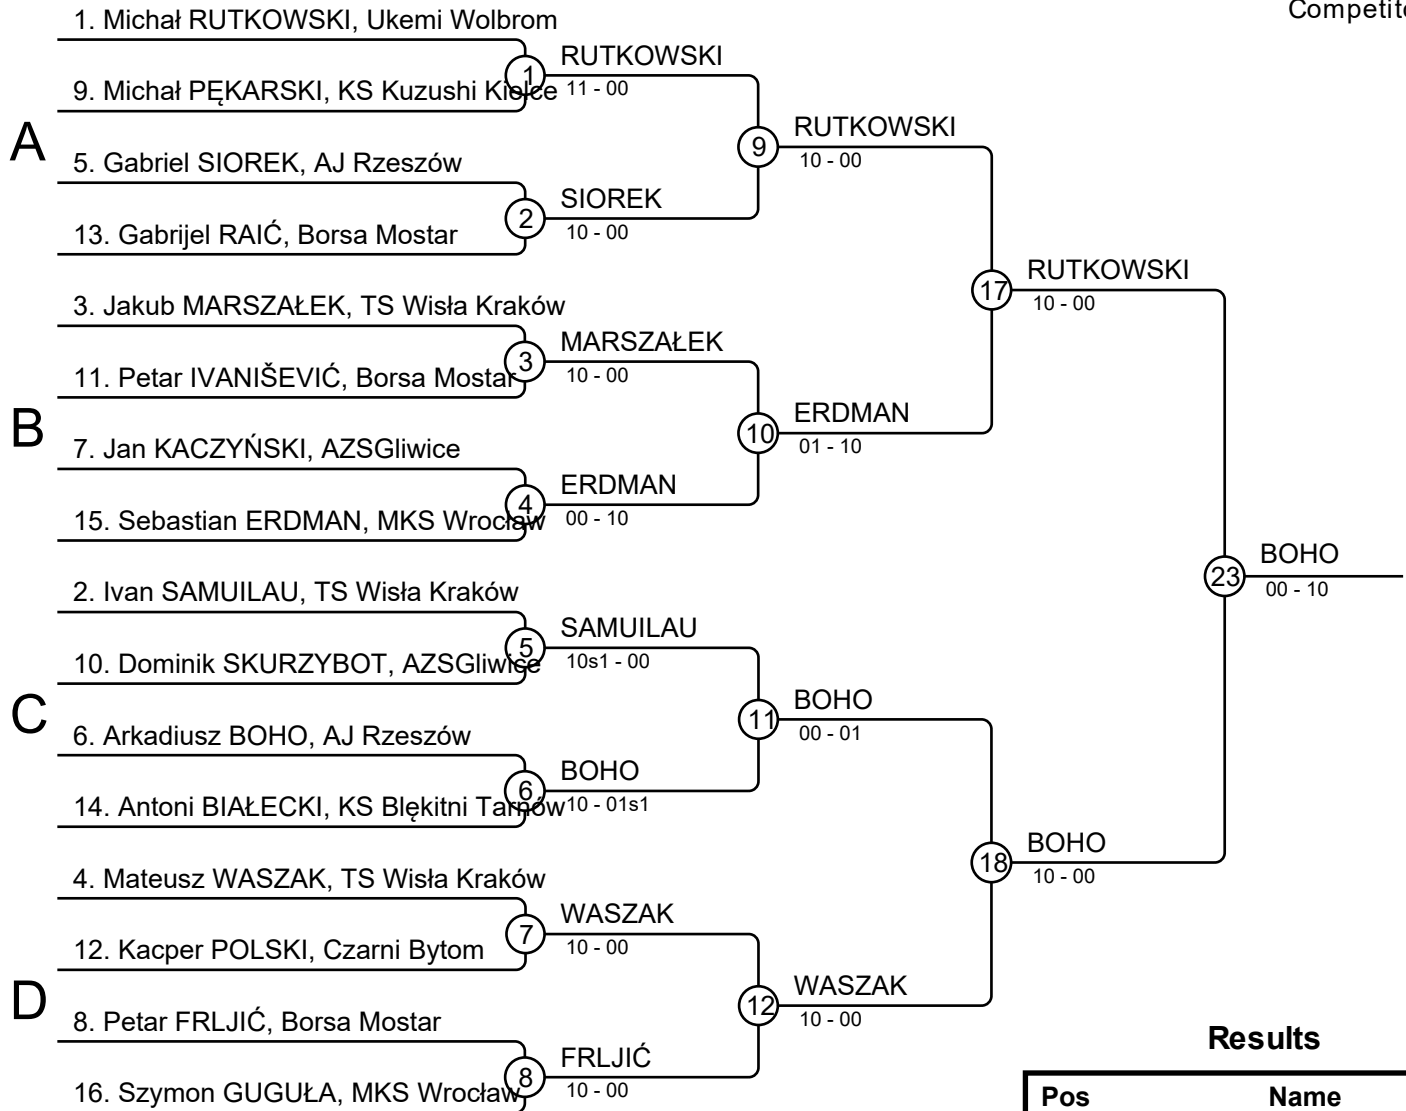 Competito
1. Michał RUTKOWSKI, Ukemi Wolbrom
RUTKOWSKI
1
11 - 00
9. Michał PĘKARSKI, KS Kuzushi Kielce
A
RUTKOWSKI
9
10 - 00
5. Gabriel SIOREK, AJ Rzeszów
SIOREK
2
10 - 00
13. Gabrijel RAIĆ, Borsa Mostar
RUTKOWSKI
17
10 - 00
3. Jakub MARSZAŁEK, TS Wisła Kraków
MARSZAŁEK
3
10 - 00
11. Petar IVANIŠEVIĆ, Borsa Mostar
B
ERDMAN
10
01 - 10
7. Jan KACZYŃSKI, AZSGliwice
ERDMAN
4
00 - 10
15. Sebastian ERDMAN, MKS Wrocław
BOHO
23
00 - 10
2. Ivan SAMUILAU, TS Wisła Kraków
SAMUILAU
5
10s1 - 00
10. Dominik SKURZYBOT, AZSGliwice
C
BOHO
11
00 - 01
6. Arkadiusz BOHO, AJ Rzeszów
BOHO
6
10 - 01s1
14. Antoni BIAŁECKI, KS Błękitni Tarnów
BOHO
18
10 - 00
4. Mateusz WASZAK, TS Wisła Kraków
WASZAK
7
10 - 00
12. Kacper POLSKI, Czarni Bytom
D
WASZAK
12
10 - 00
8. Petar FRLJIĆ, Borsa Mostar
FRLJIĆ
8
10 - 00
16. Szymon GUGUŁA, MKS Wrocław
Results
Pos Name